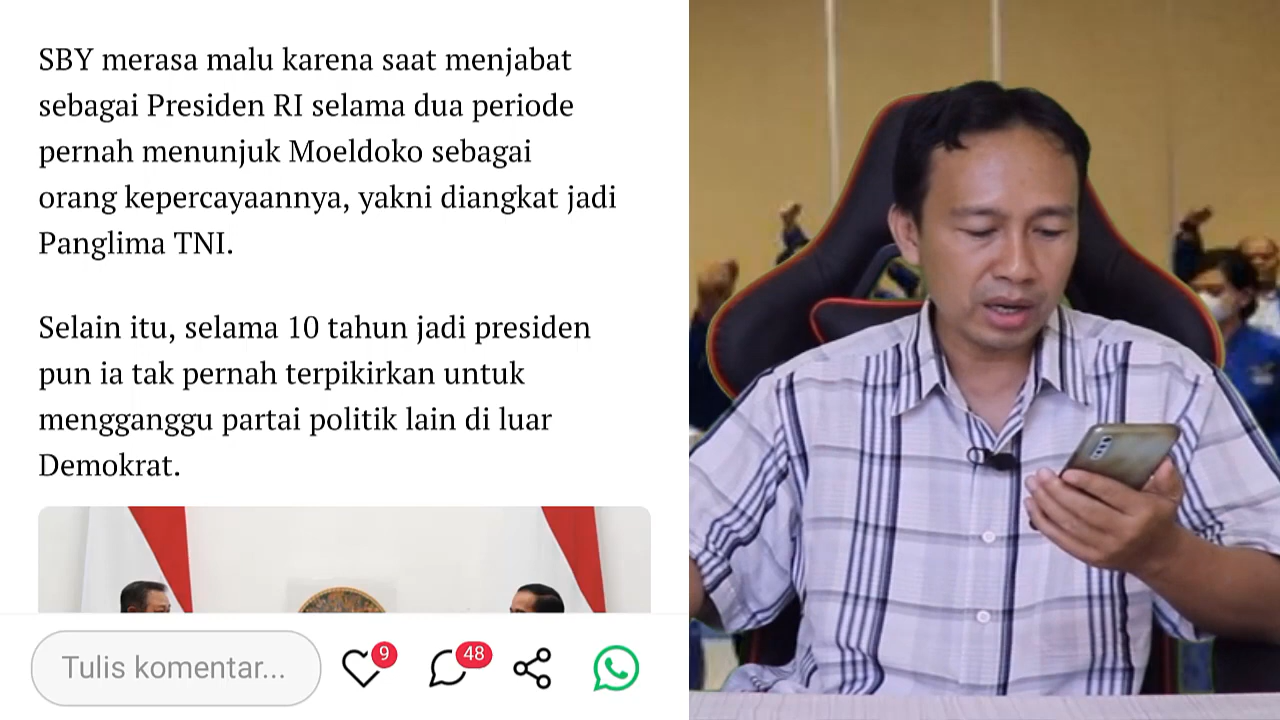 SBY merasa malu karena saat menjabat
sebagai Presiden RI selama dua periode
pernah menunjuk Moeldoko sebagai
orang kepercayaannya, yakni diangkat jadi
Panglima TNI.
Selain itu, selama 10 tahun jadi presiden
pun ia tak pernah terpikirkan untuk
mengganggu partai politik lain di luar
Demokrat.
Tulis komentar...
9
48